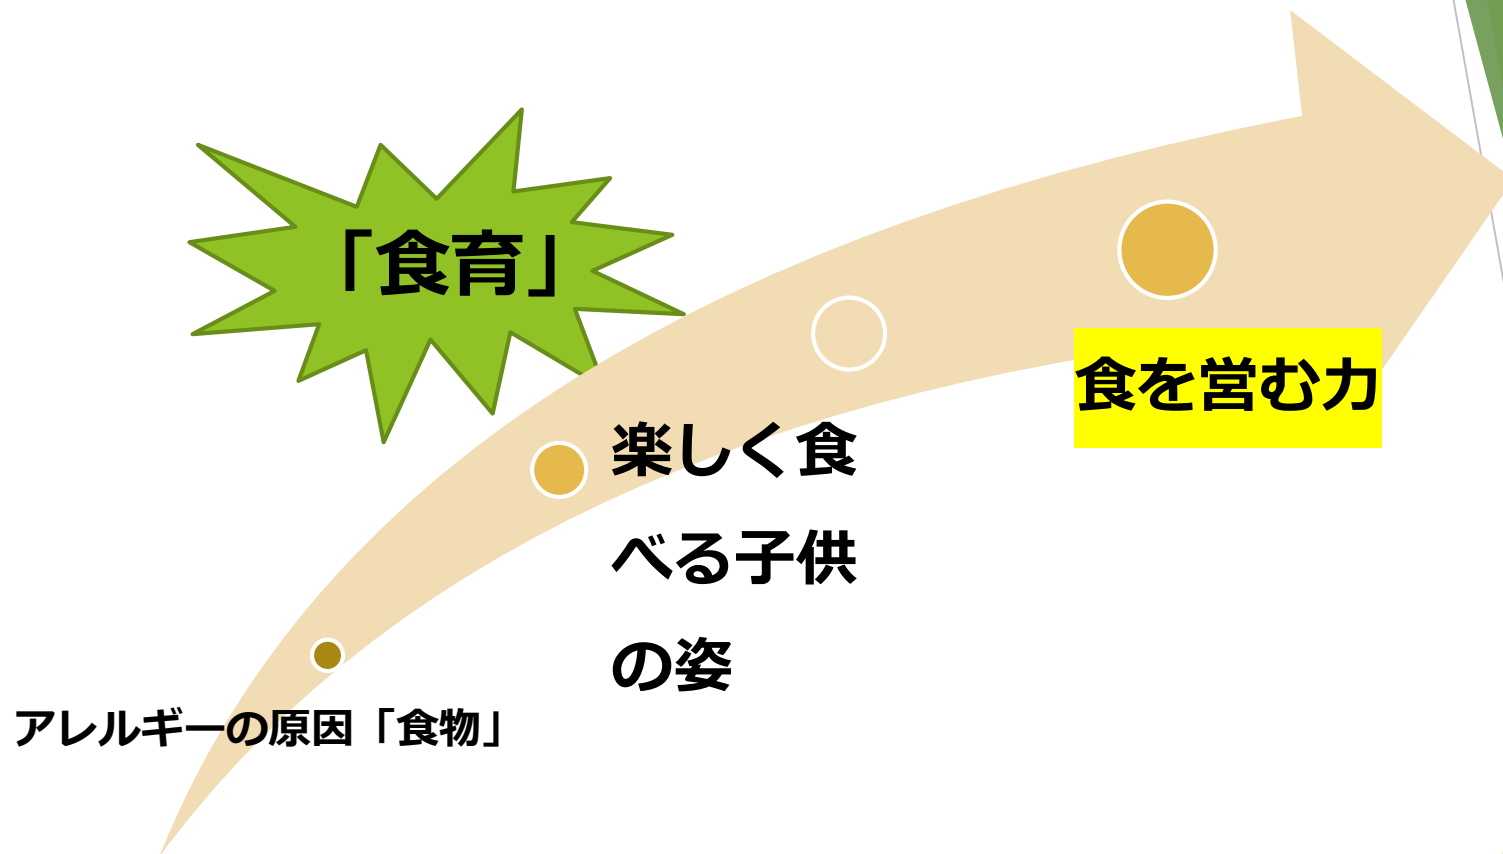 「食育」
食を営む力
楽しく食
べる子供
の姿
アレルギーの原因「食物」